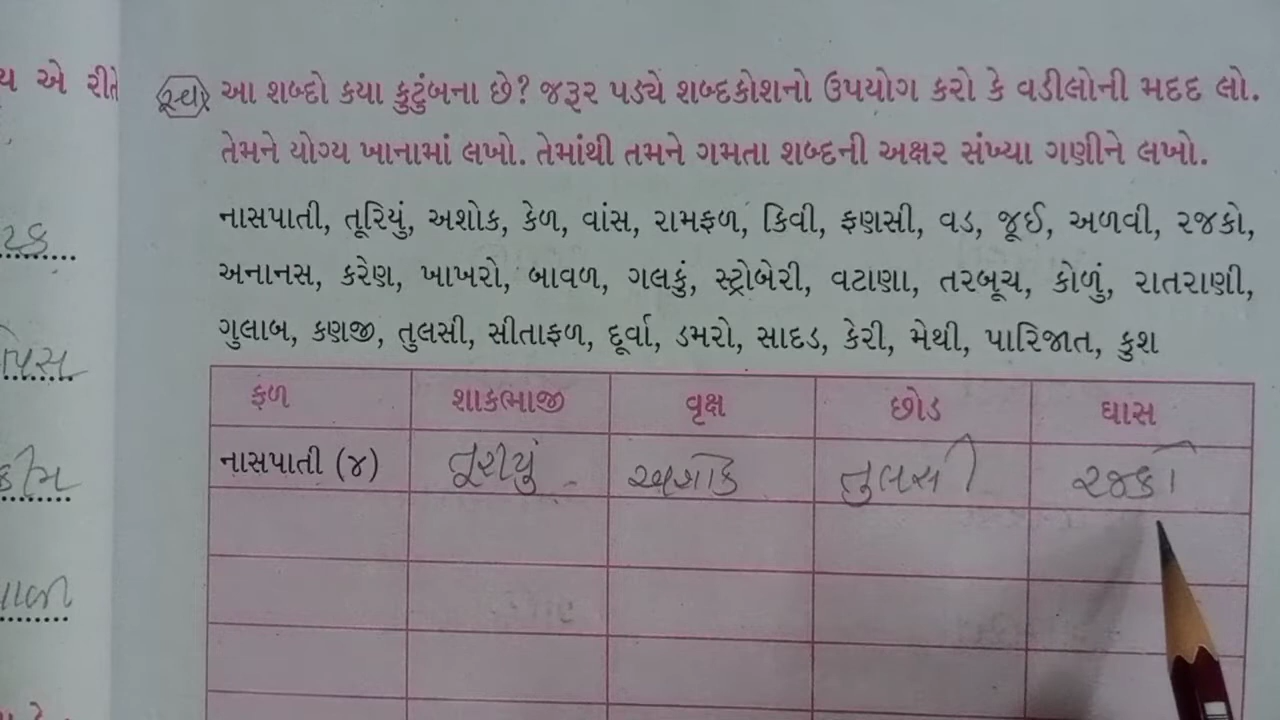 ય એ રીતે
સ્વા આ શબ્દો કયા કુટુંબના છે? જરૂર પડ્યે શબ્દકોશનો ઉપયોગ કરો કે વડીલોની મદદ લો.
તેમને યોગ્ય ખાનામાં લખો. તેમાંથી તમને ગમતા શબ્દની અક્ષર સંખ્યા ગણીને લખો.
નાસપાતી, તૂરિયું, અશોક, કેળ, વાંસ, રામફળ, કિવી, ફણસી, વડ, જૂઈ, અળવી, રજકો,
અનાનસ, કરેણ, ખાખરો, બાવળ, ગલકું, સ્ટ્રોબેરી, વટાણા, તરબૂચ, કોળું, રાતરાણી,
ગુલાબ, કણજી, તુલસી, સીતાફળ, દૂર્વા, ડમરો, સાદડ, કેરી, મેથી, પારિજાત, કુશ
ફળ શાકભાજી વૃક્ષ છોડ ઘાસ
નાસપાતી (૪) તૂરીયું અશોક તુલસી રજકો